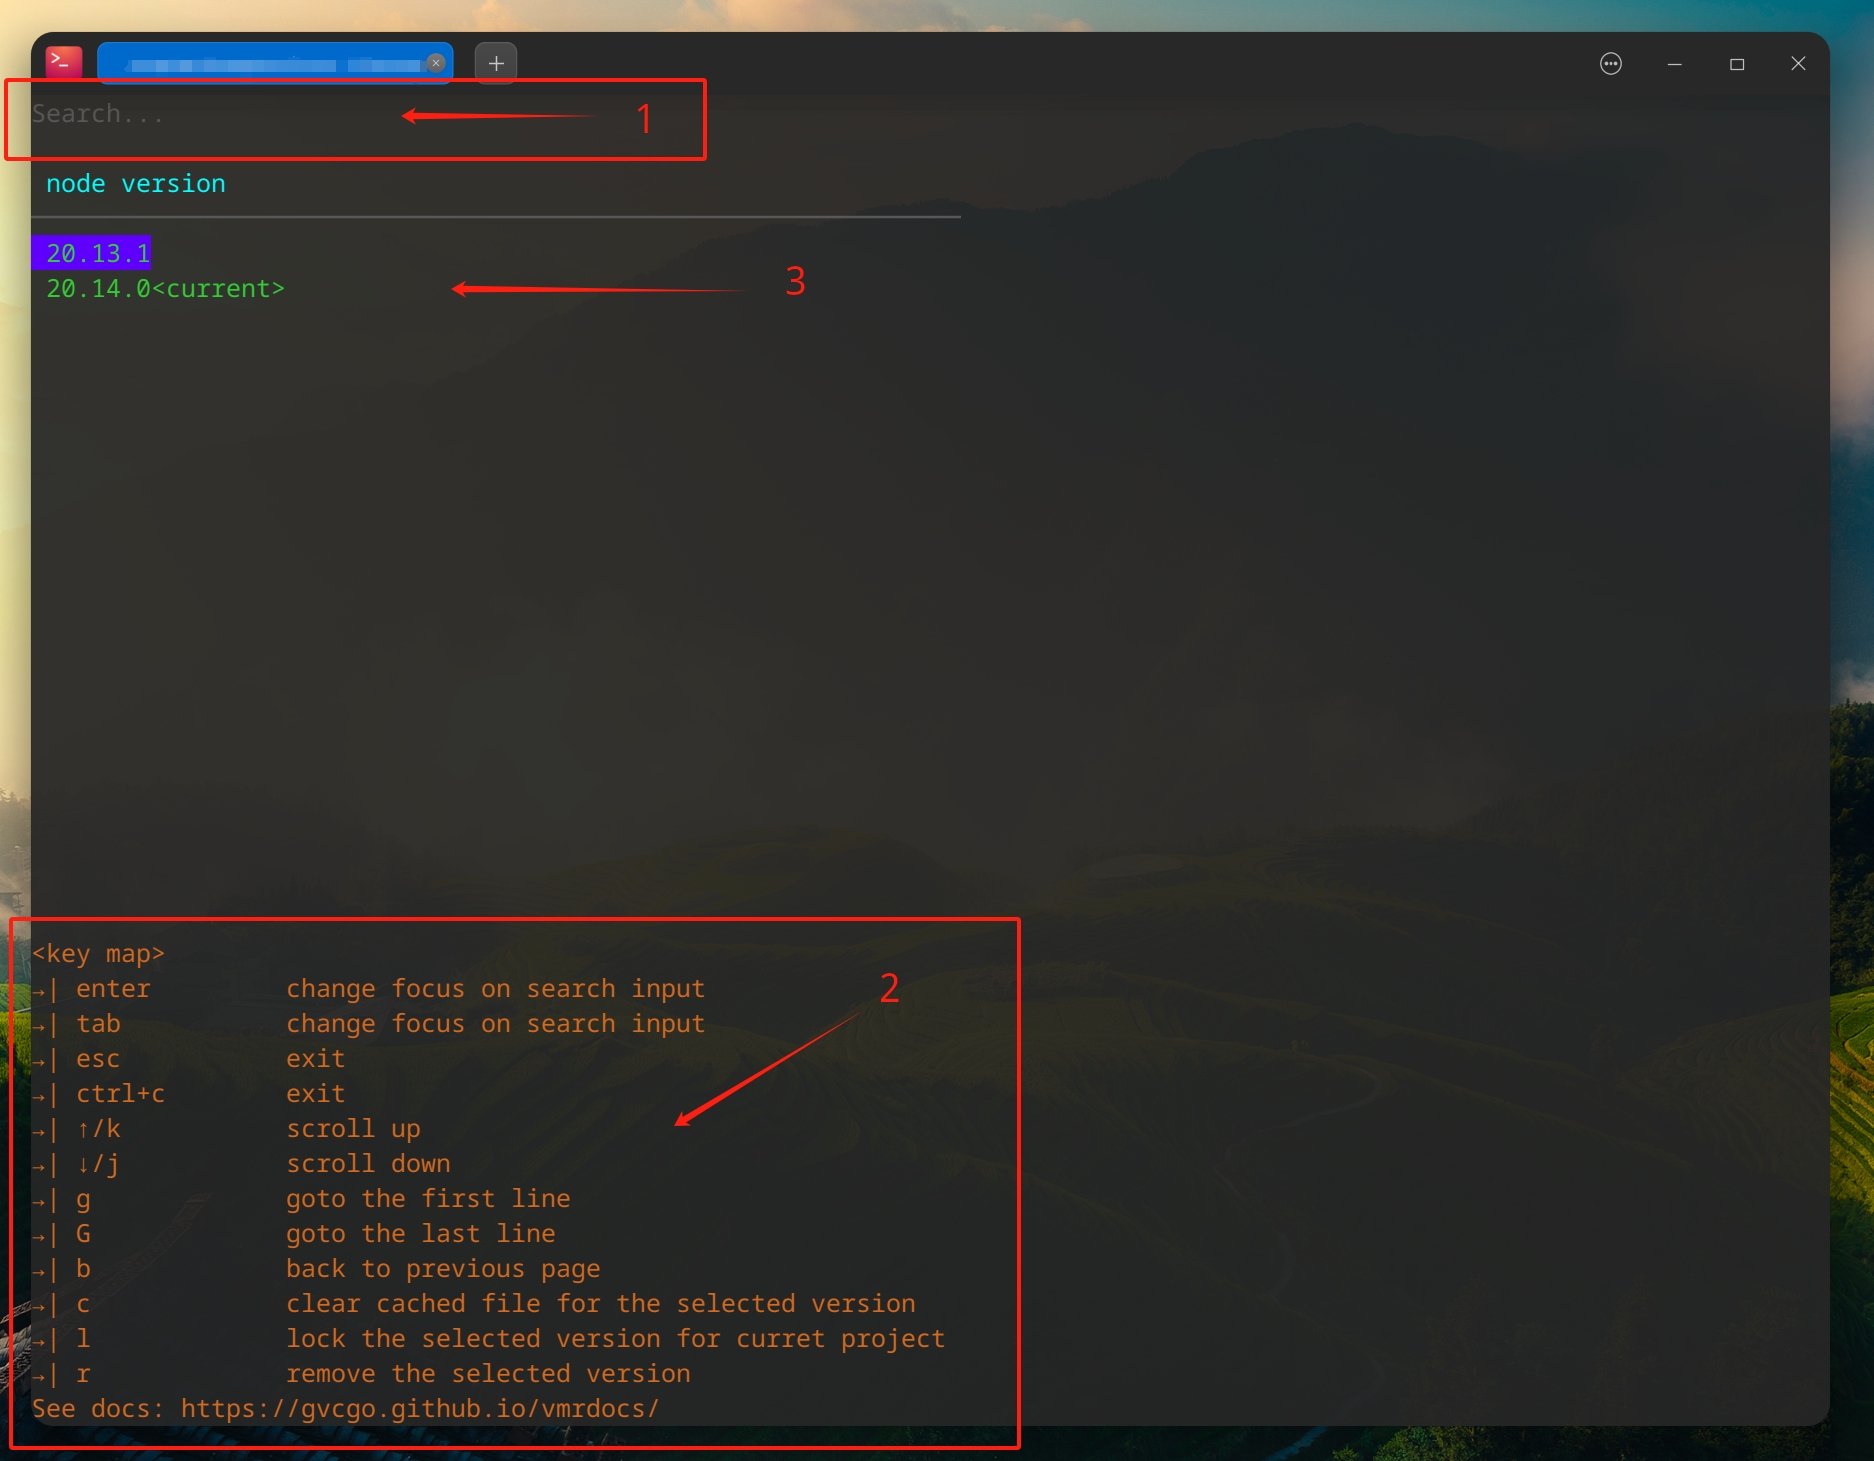 Search...
1
node version
20.13.1
20.14.0<current>
3
<key map>
2
→| enter change focus on search input
→| tab change focus on search input
→| esc exit
→| ctrl+c exit
→| ↑/k scroll up
→| ↓/j scroll down
→| g goto the first line
→| G goto the last line
→| b back to previous page
→| c clear cached file for the selected version
→| l lock the selected version for curret project
→| r remove the selected version
See docs: https://gvcgo.github.io/vmrdocs/